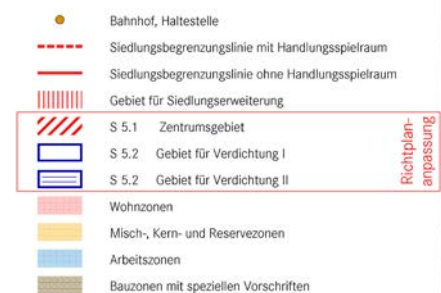 Bahnhof, Haltestelle
Siedlungsbegrenzungslinie mit Handlungsspielraum
Siedlungsbegrenzungslinie ohne Handlungsspielraum
Gebiet für Siedlungserweiterung
S 5.1 Zentrumsgebiet
S 5.2 Gebiet für Verdichtung I
S 5.2 Gebiet für Verdichtung II
Richtplan-
anpassung
Wohnzonen
Misch-, Kern- und Reservezonen
Arbeitszonen
Bauzonen mit speziellen Vorschriften